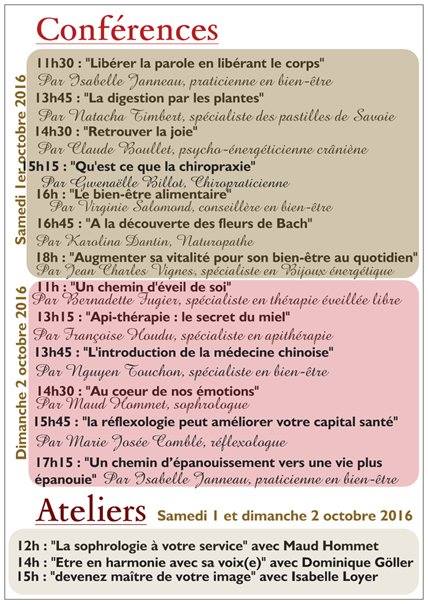 Conférences
Samedi 1er octobre 2016
11h30 : "Libérer la parole en libérant le corps"
Par Isabelle Janneau, praticienne en bien-être
13h45 : "La digestion par les plantes"
Par Natacha Timbert, spécialiste des pastilles de Savoie
14h30 : "Retrouver la joie"
Par Claude Boullet, psycho-énergéticienne crâniène
15h15 : "Qu'est ce que la chiropraxie"
Par Gwenaëlle Billot, Chiropraticienne
16h : "Le bien-être alimentaire"
Par Virginie Salomond, conseillère en bien-être
16h45 : "A la découverte des fleurs de Bach"
Par Karolina Dantin, Naturopathe
18h : "Augmenter sa vitalité pour son bien-être au quotidien"
Par Jean Charles Vignes, spécialiste en Bijoux énergétique
Dimanche 2 octobre 2016
11h : "Un chemin d'éveil de soi"
Par Bernadette Fugier, spécialiste en thérapie éveillée libre
13h15 : "Api-thérapie : le secret du miel"
Par Françoise Houdu, spécialiste en apithérapie
13h45 : "L'introduction de la médecine chinoise"
Par Nguyen Touchon, spécialiste en bien-être
14h30 : "Au coeur de nos émotions"
Par Maud Hommet, sophrologue
15h45 : "la réflexologie peut améliorer votre capital santé"
Par Marie Josée Comblé, réflexologue
17h15 : "Un chemin d'épanouissement vers une vie plus
épanouie" Par Isabelle Janneau, praticienne en bien-être
Ateliers Samedi 1 et dimanche 2 octobre 2016
12h : "La sophrologie à votre service" avec Maud Hommet
14h : "Etre en harmonie avec sa voix(e)" avec Dominique Göller
15h : "devenez maître de votre image" avec Isabelle Loyer